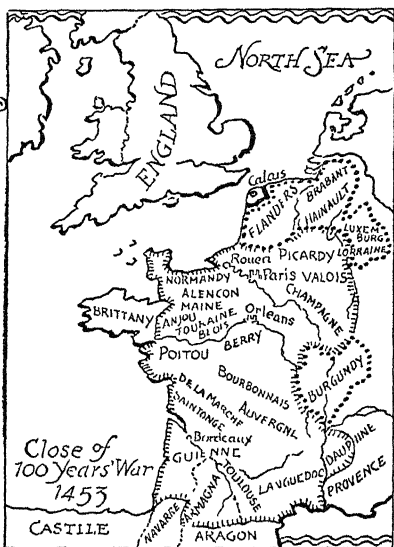 NORTH SEA
ENGLAND
Calais
FLANDERS
BRABANT
HAINAULT
LUXEM
BURG
LORRAINE
Rouen
PICARDY
NORMANDY
Paris
VALOIS
ALENCON
MAINE
CHAMPAGNE
BRITTANY
ANJOU
TOURAINE
BLOIS
Orleans
POITOU
BERRY
BOURBONNAIS
BURGUNDY
DE LA MARCHE
SAINTONGE
AUVERGNE
Bordeaux
GUIENNE
TOULOUSE
LANGUEDOC
DAUPHINE
PROVENCE
Close of
100 Years' War
1453
NAVARRE
ARMAGNA
CASTILE
ARAGON